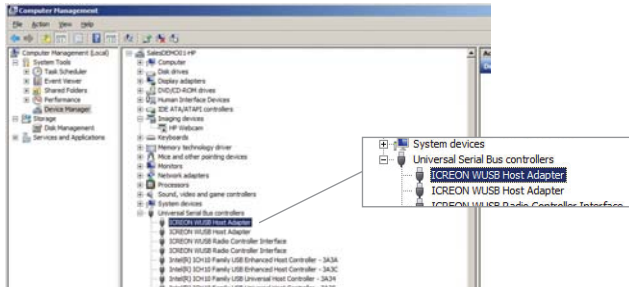 Computer Management
File Action View Help
Computer Management (Local)
System Tools
Task Scheduler
Event Viewer
Shared Folders
Performance
Device Manager
Storage
Disk Management
Services and Applications
SalesDEMO01-HP
Computer
Disk drives
Display adapters
DVD/CD-ROM drives
Human Interface Devices
IDE ATA/ATAPI controllers
Imaging devices
HP Webcam
Keyboards
Memory technology driver
Mice and other pointing devices
Monitors
Network adapters
Processors
Sound, video and game controllers
System devices
Universal Serial Bus controllers
ICREON WUSB Host Adapter
ICREON WUSB Host Adapter
ICREON WUSB Radio Controller Interface
ICREON WUSB Radio Controller Interface
Intel(R) ICH10 Family USB Enhanced Host Controller - 3A3A
Intel(R) ICH10 Family USB Enhanced Host Controller - 3A3C
Intel(R) ICH10 Family USB Universal Host Controller - 3A34
System devices
Universal Serial Bus controllers
ICREON WUSB Host Adapter
ICREON WUSB Host Adapter
ICREON WUSB Radio Controller Interface